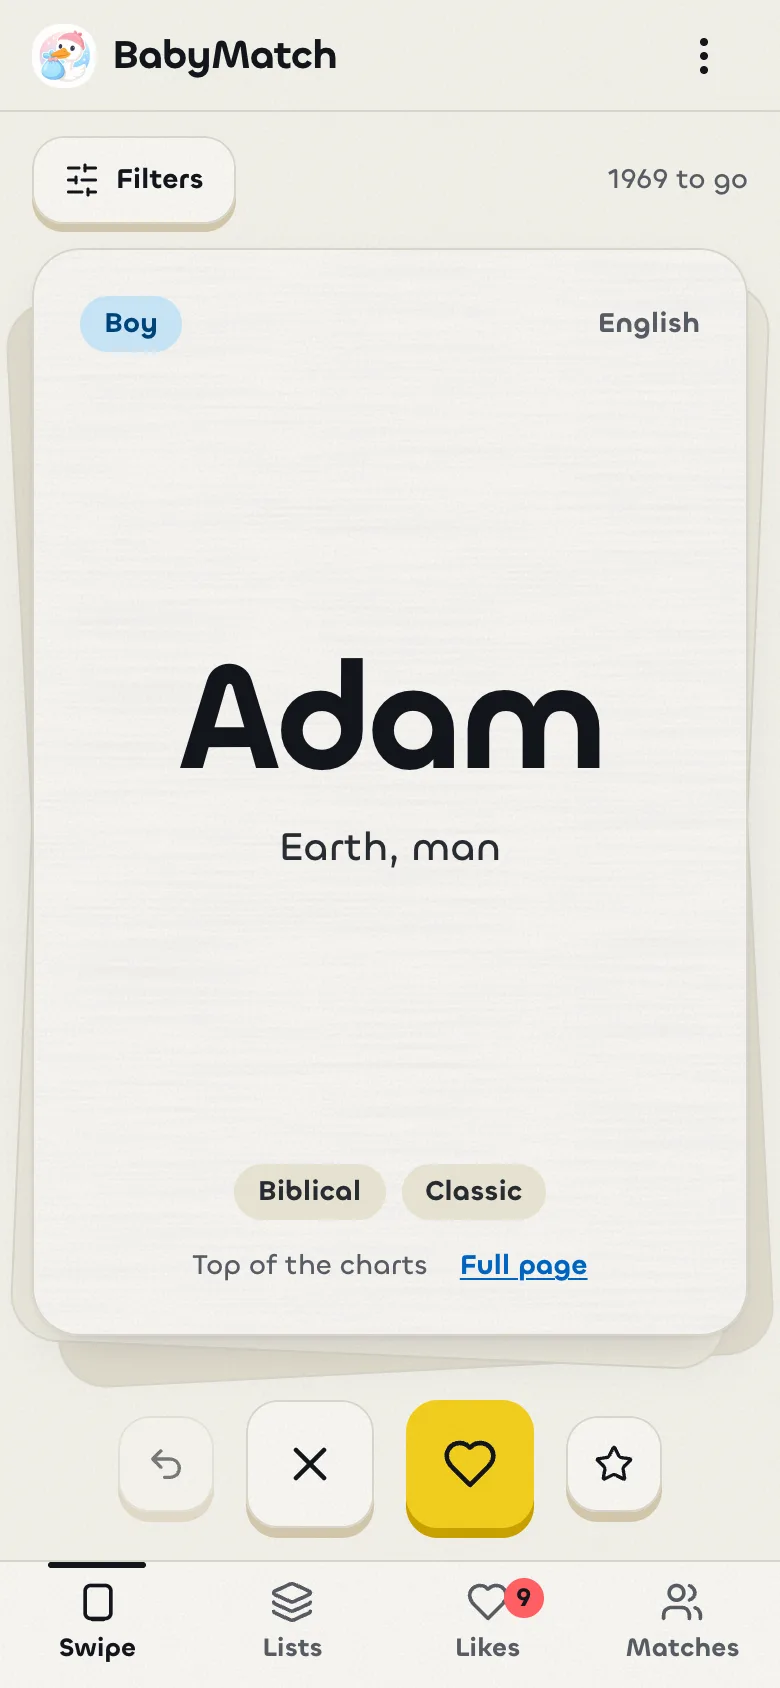 BabyMatch
Filters
1969 to go
Boy
English
Adam
Earth, man
Biblical
Classic
Top of the charts Full page
9
Swipe
Lists
Likes
Matches